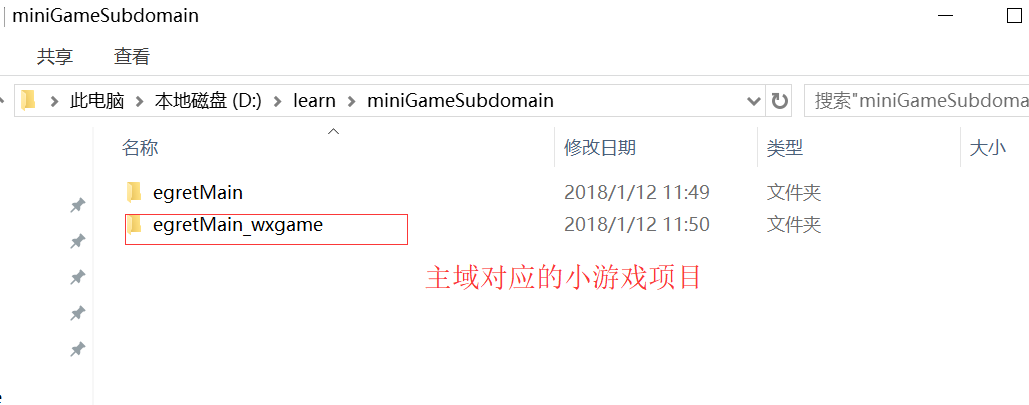 miniGameSubdomain
共享 查看
此电脑 本地磁盘 (D:) learn miniGameSubdomain 搜索"miniGameSubdoma
名称 修改日期 类型 大小
egretMain 2018/1/12 11:49 文件夹
egretMain_wxgame 2018/1/12 11:50 文件夹
主域对应的小游戏项目